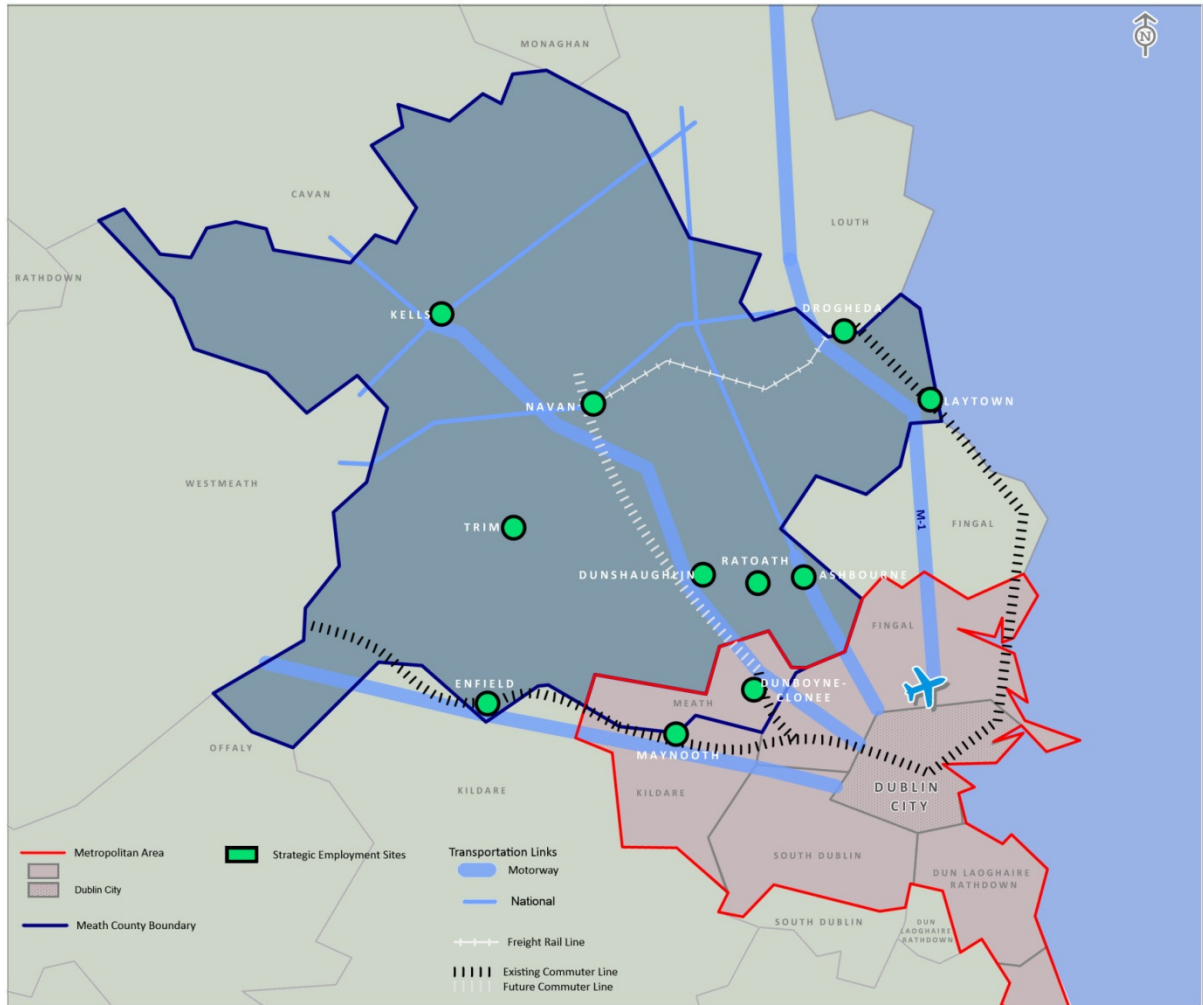 N
MONAGHAN
CAVAN
LOUTH
RATHDOWN
KELLS
DROGHEDA
NAVAN
LAYTOWN
WESTMEATH
M-1
FINGAL
TRIM
RATOATH
DUNSHAUGHLIN
ASHBOURNE
FINGAL
ENFIELD
DUNBOYNE-
CLONEE
MEATH
OFFALY
MAYNOOTH
KILDARE
KILDARE
DUBLIN
CITY
SOUTH DUBLIN
DUN LAOGHAIRE
RATHDOWN
SOUTH DUBLIN
DUN
LAOGHAIRE
RATHDOWN
Metropolitan Area
Dublin City
Meath County Boundary
Strategic Employment Sites
Transportation Links
Motorway
National
Freight Rail Line
Existing Commuter Line
Future Commuter Line